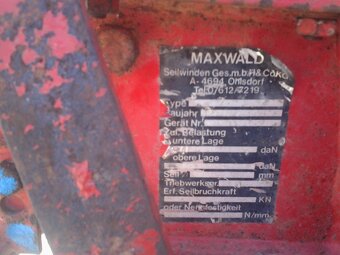 MAXWALD
Seilwinden Ges.m.b.H&CoKG
A-4694 Ohlsdorf
Tel.07612/7219
Type
Baujahr
Gerät Nr.
Zul. Belastung
untere Lage
daN
obere Lage
daN
Seil mm
Triebwerksgr.
Erf. Seilbruchkraft
KN
oder Nennfestigkeit
N/mm